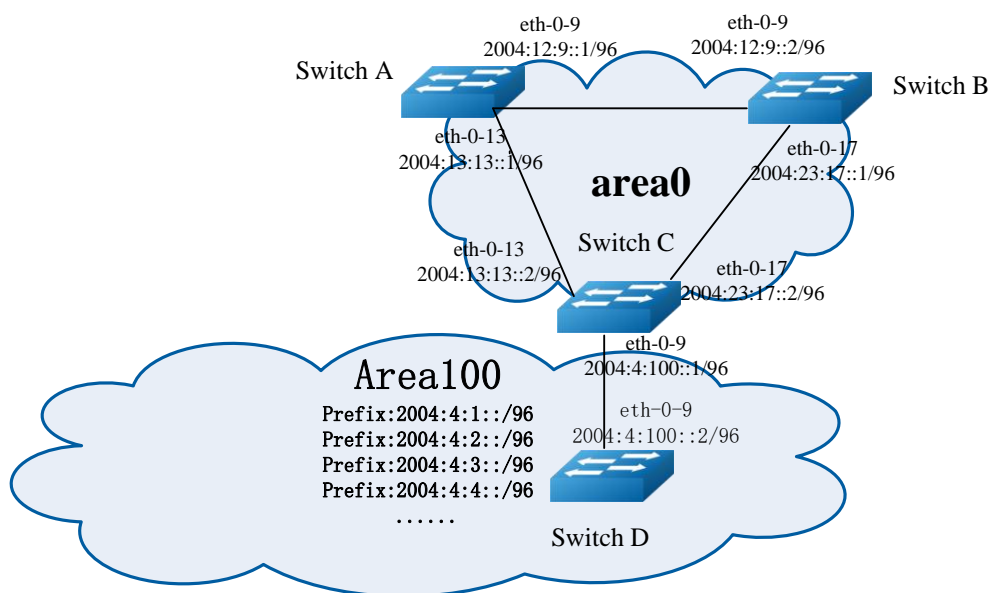 eth-0-9
2004:12:9::1/96
eth-0-9
2004:12:9::2/96
Switch A
Switch B
eth-0-13
2004:13:13::1/96
eth-0-17
2004:23:17::1/96
area0
Switch C
eth-0-13
2004:13:13::2/96
eth-0-17
2004:23:17::2/96
eth-0-9
2004:4:100::1/96
Area100
Prefix:2004:4:1::/96
Prefix:2004:4:2::/96
Prefix:2004:4:3::/96
Prefix:2004:4:4::/96
......
eth-0-9
2004:4:100::2/96
Switch D